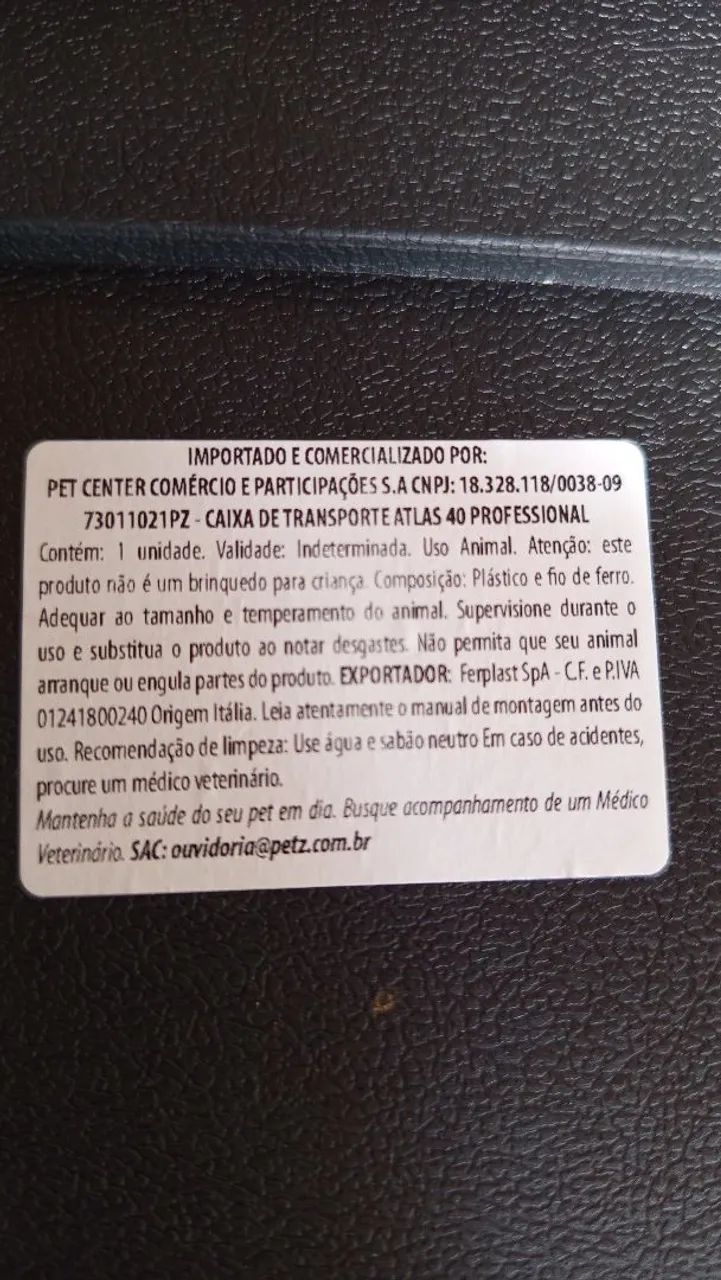 IMPORTADO E COMERCIALIZADO POR:
PET CENTER COMÉRCIO E PARTICIPAÇÕES S.A CNPJ: 18.328.118/0038-09
73011021PZ - CAIXA DE TRANSPORTE ATLAS 40 PROFESSIONAL
Contém: 1 unidade. Validade: Indeterminada. Uso Animal. Atenção: este
produto não é um brinquedo para criança. Composição: Plástico e fio de ferro.
Adequar ao tamanho e temperamento do animal. Supervisione durante o
uso e substitua o produto ao notar desgastes. Não permita que seu animal
arranque ou engula partes do produto. EXPORTADOR: Ferplast SpA - C.F. e P.IVA
01241800240 Origem Itália. Leia atentamente o manual de montagem antes do
uso. Recomendação de limpeza: Use água e sabão neutro Em caso de acidentes,
procure um médico veterinário.
Mantenha a saúde do seu pet em dia. Busque acompanhamento de um Médico
Veterinário. SAC: ouvidoria@petz.com.br